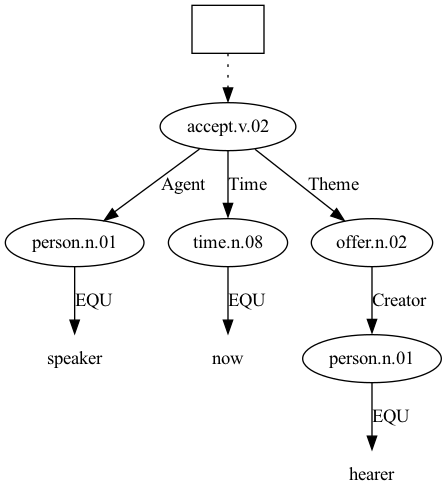 accept.v.02
Agent Time Theme
person.n.01 time.n.08 offer.n.02
EQU EQU Creator
speaker now person.n.01
EQU
hearer